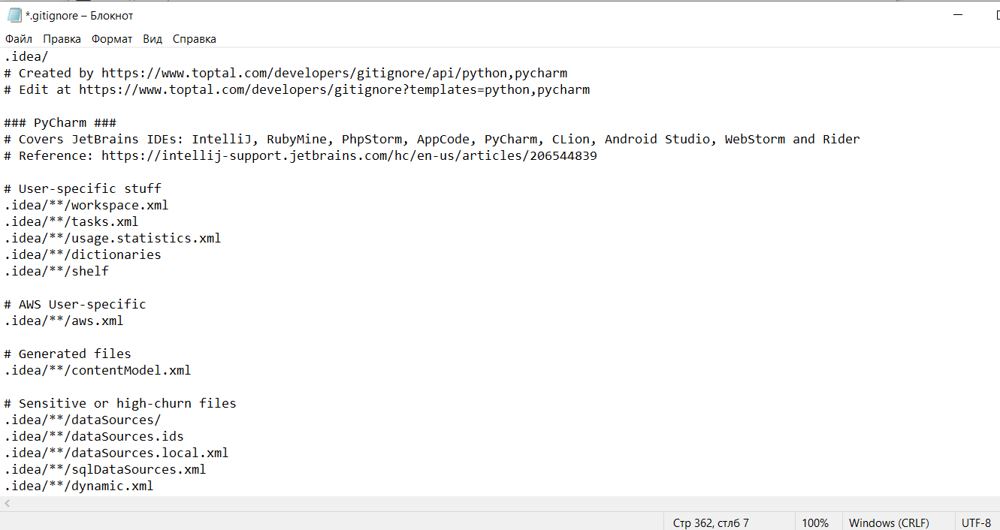 *.gitignore – Блокнот
Файл Правка Формат Вид Справка
.idea/
# Created by https://www.toptal.com/developers/gitignore/api/python,pycharm
# Edit at https://www.toptal.com/developers/gitignore?templates=python,pycharm
### PyCharm ###
# Covers JetBrains IDEs: IntelliJ, RubyMine, PhpStorm, AppCode, PyCharm, CLion, Android Studio, WebStorm and Rider
# Reference: https://intellij-support.jetbrains.com/hc/en-us/articles/206544839
# User-specific stuff
.idea/**/workspace.xml
.idea/**/tasks.xml
.idea/**/usage.statistics.xml
.idea/**/dictionaries
.idea/**/shelf
# AWS User-specific
.idea/**/aws.xml
# Generated files
.idea/**/contentModel.xml
# Sensitive or high-churn files
.idea/**/dataSources/
.idea/**/dataSources.ids
.idea/**/dataSources.local.xml
.idea/**/sqlDataSources.xml
.idea/**/dynamic.xml
Стр 362, стлб 7 100% Windows (CRLF) UTF-8